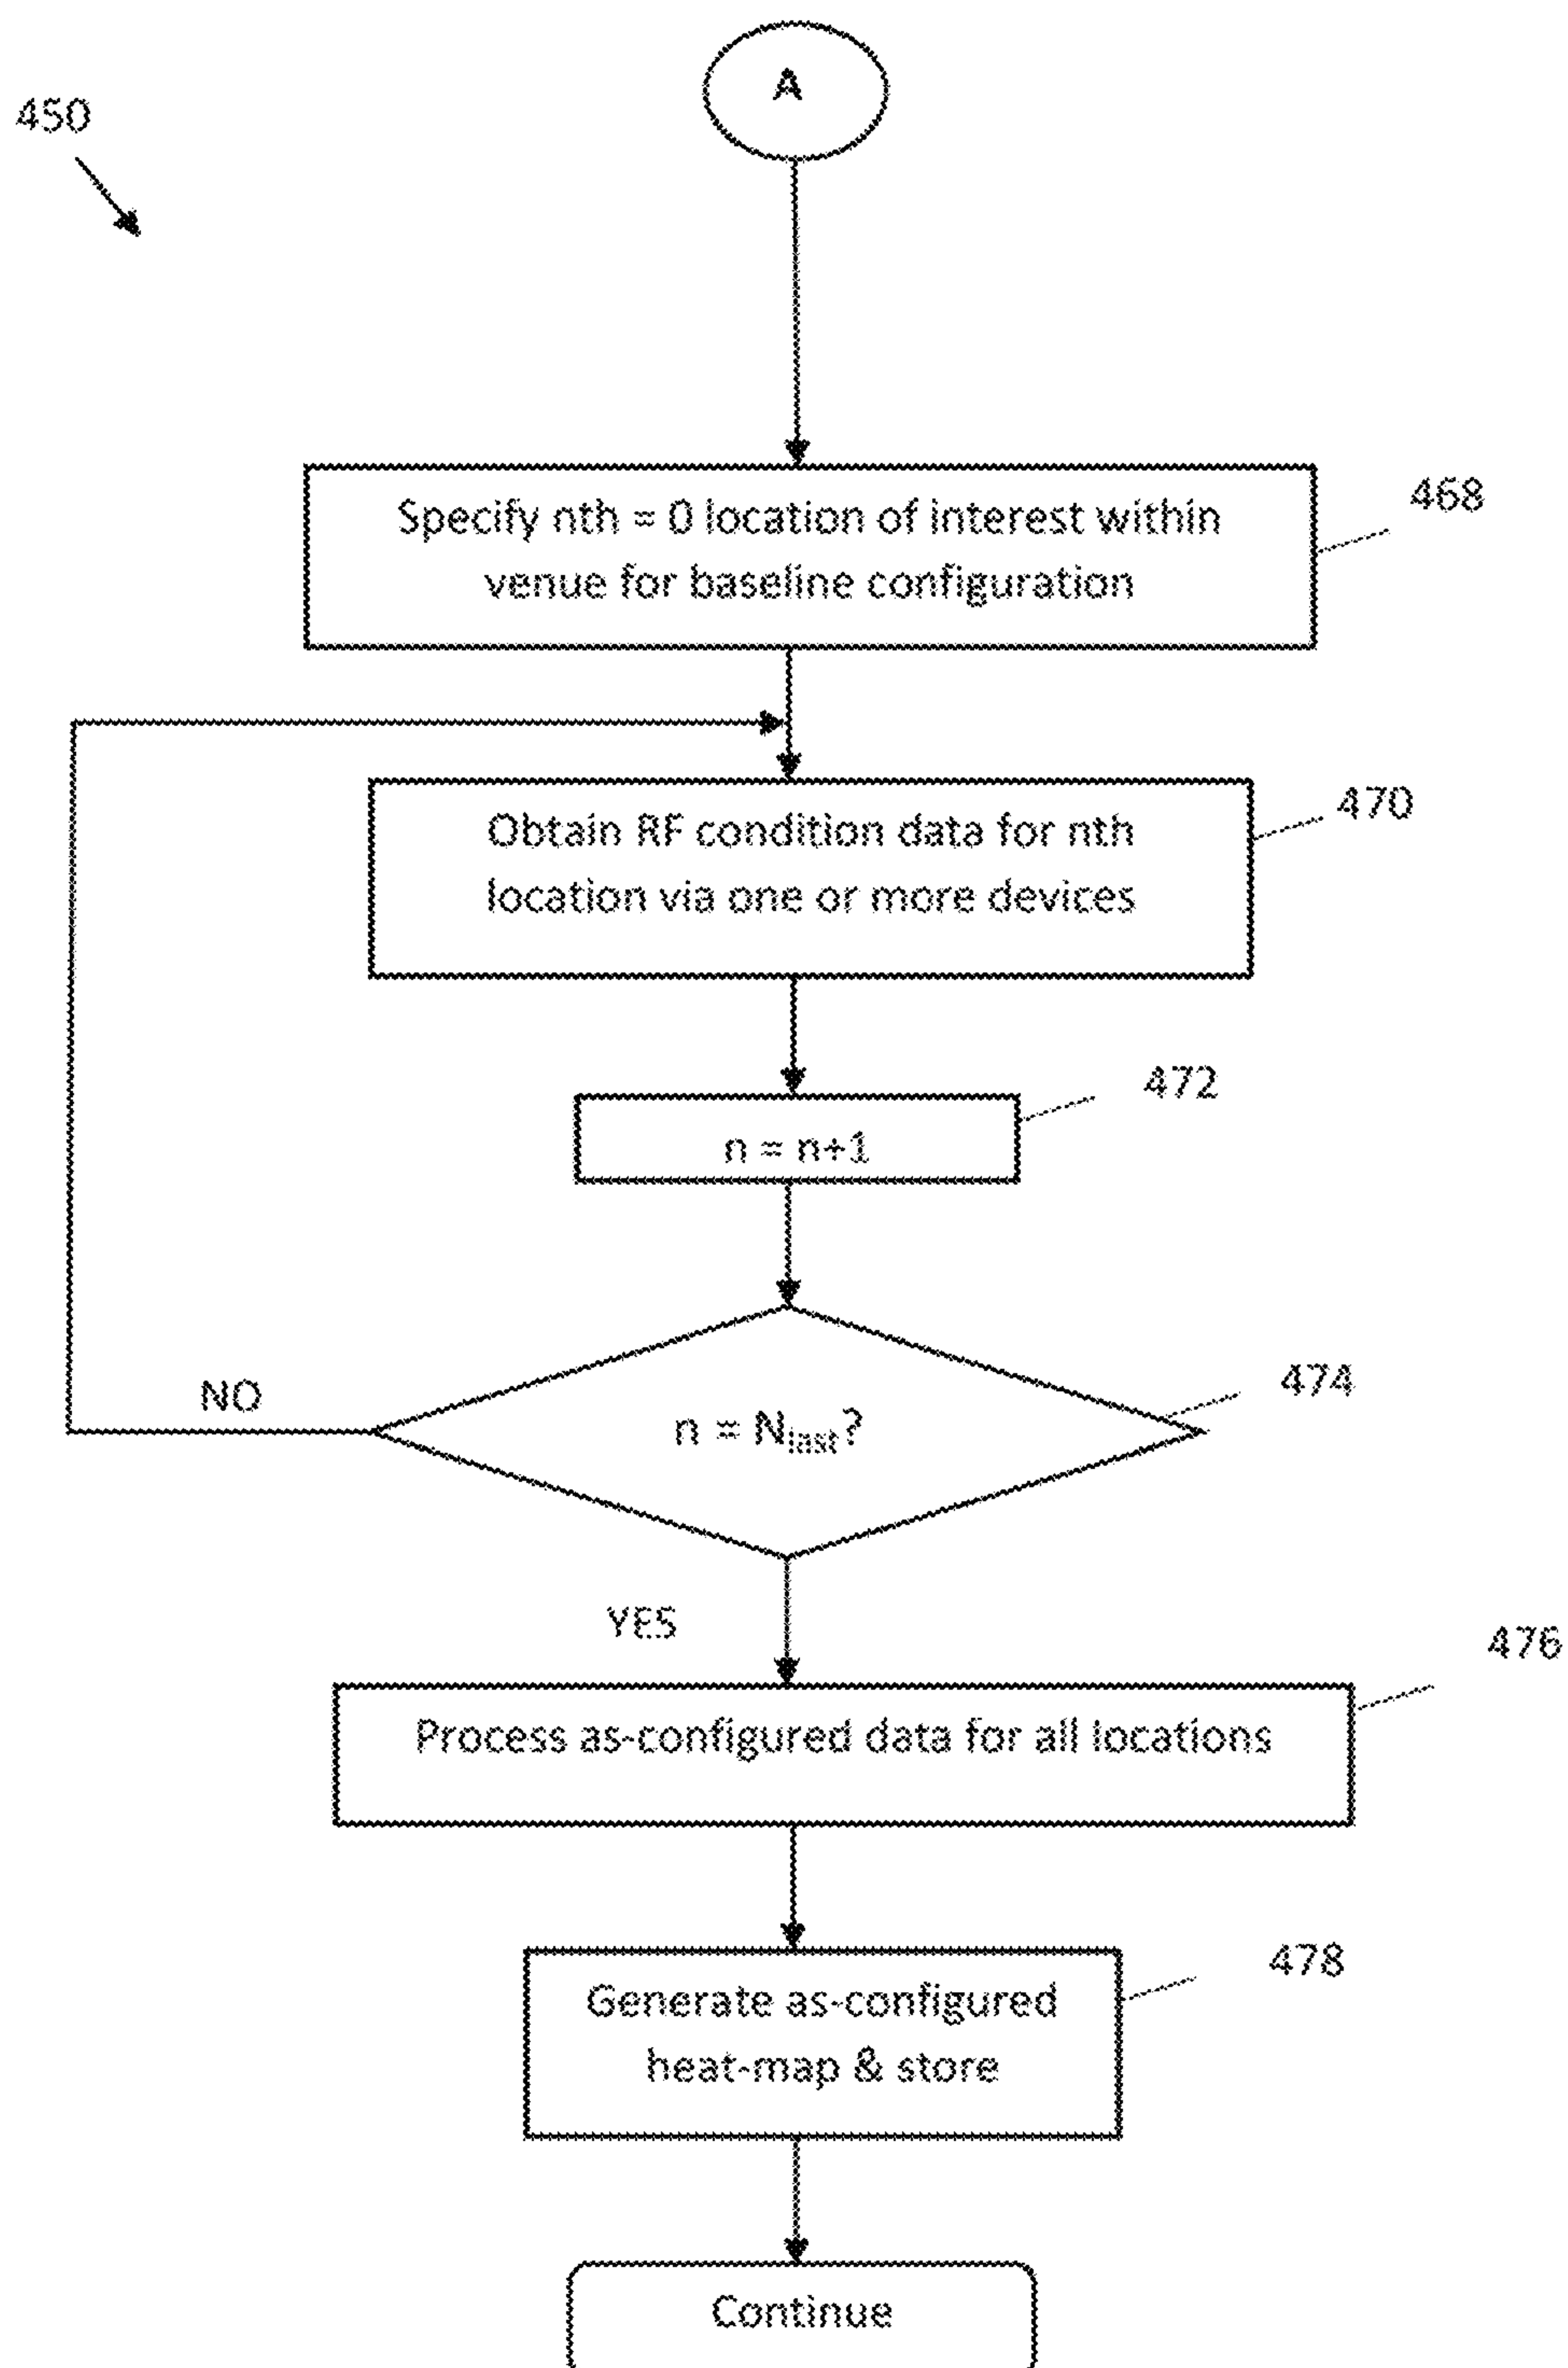 A
450
Specify nth = 0 location of interest within
venue for baseline configuration
468
Obtain RF condition data for nth
location via one or more devices
470
n = n+1
472
n = Nlast?
474
NO
YES
Process as-configured data for all locations
476
Generate as-configured
heat-map & store
478
Continue